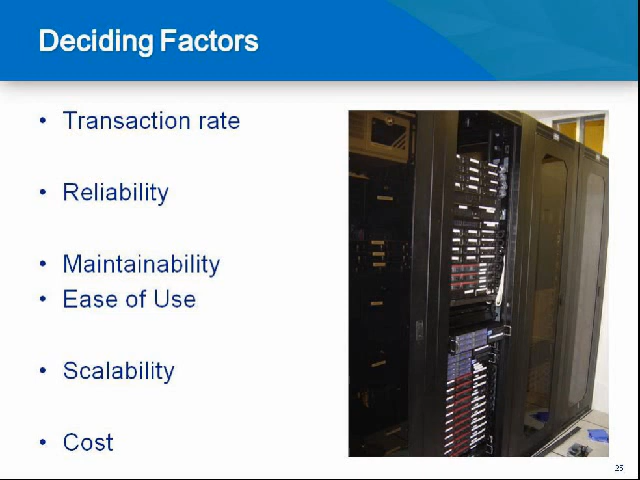 Deciding Factors
• Transaction rate
• Reliability
• Maintainability
• Ease of Use
• Scalability
• Cost
25